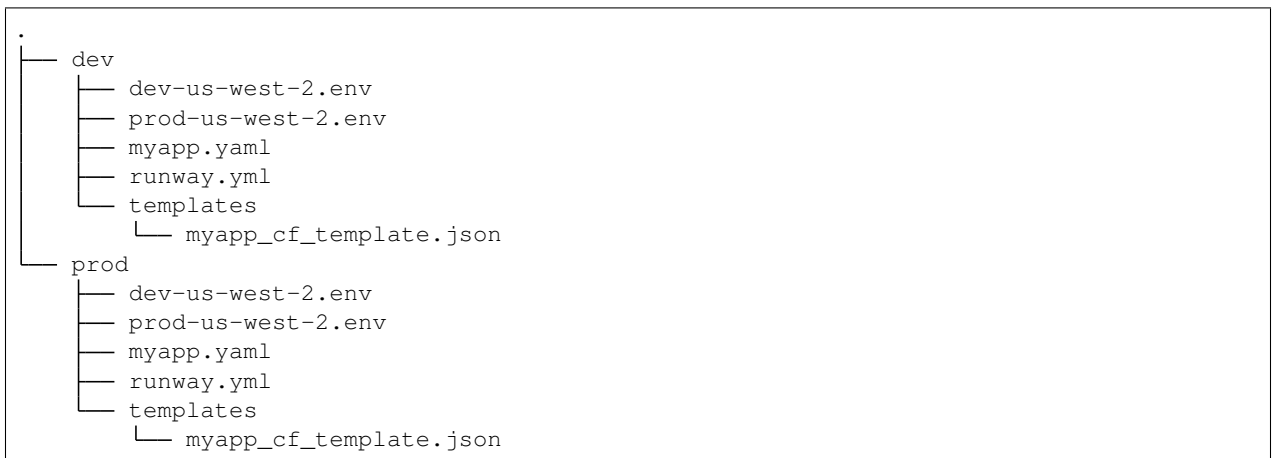 .
├── dev
│   ├── dev-us-west-2.env
│   ├── prod-us-west-2.env
│   ├── myapp.yaml
│   ├── runway.yml
│   └── templates
│       └── myapp_cf_template.json
└── prod
    ├── dev-us-west-2.env
    ├── prod-us-west-2.env
    ├── myapp.yaml
    ├── runway.yml
    └── templates
        └── myapp_cf_template.json